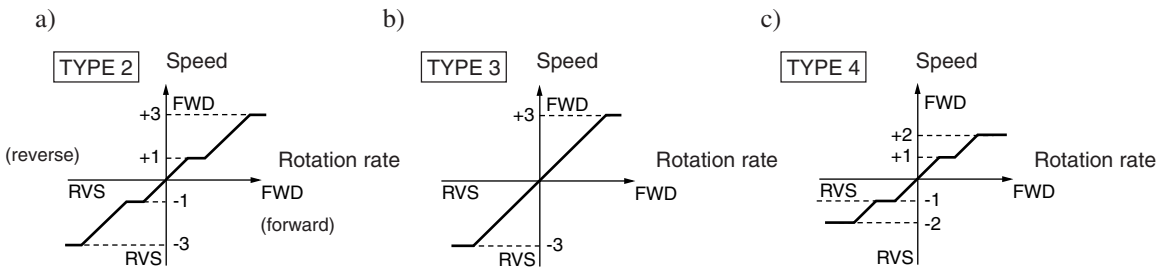 a)
TYPE 2
Speed
FWD
+3
+1
(reverse)
Rotation rate
RVS
FWD
-1
(forward)
-3
RVS
b)
TYPE 3
Speed
FWD
+3
Rotation rate
RVS
FWD
-3
RVS
c)
TYPE 4
Speed
FWD
+2
+1
Rotation rate
RVS
FWD
-1
-2
RVS